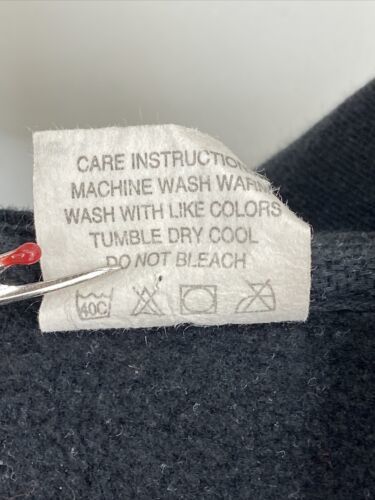 CARE INSTRUCTION
MACHINE WASH WARM
WASH WITH LIKE COLORS
TUMBLE DRY COOL
DO NOT BLEACH
40C